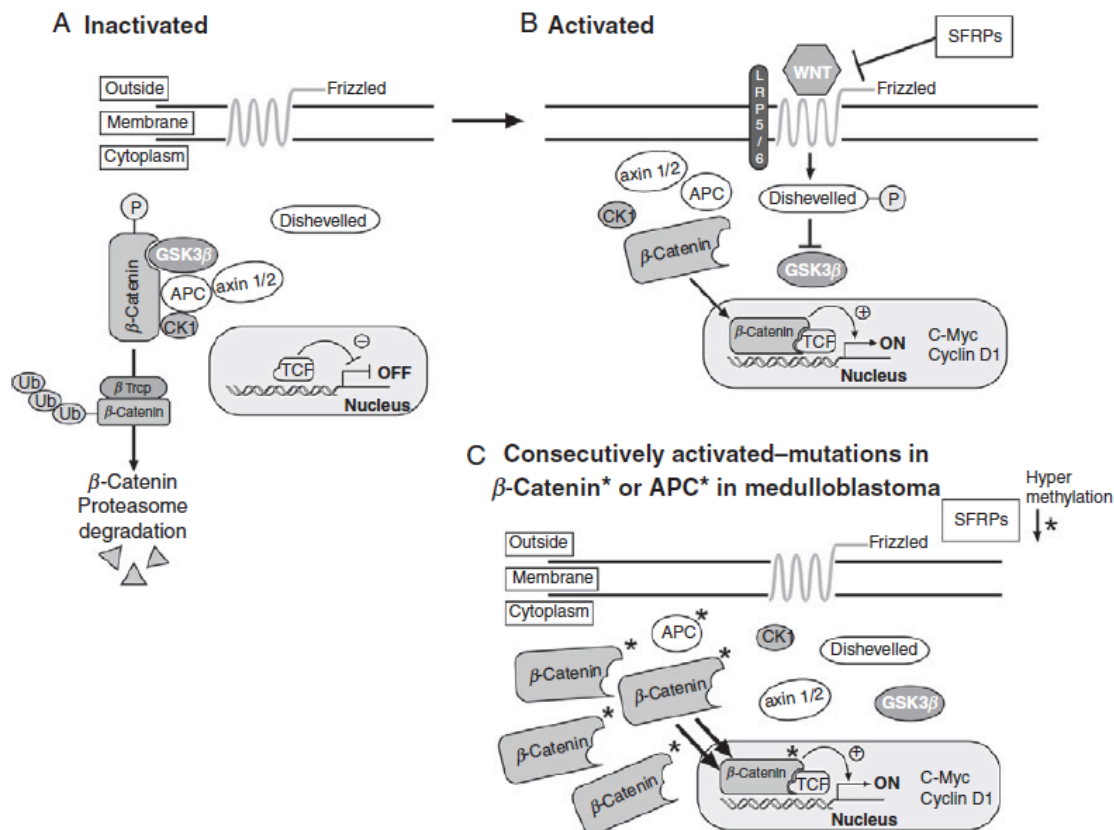 A Inactivated
Outside
Membrane
Cytoplasm
Frizzled
P
Dishevelled
β-Catenin
GSK3β
APC
axin 1/2
CK1
TCF
⊖
OFF
Nucleus
Ub
Ub
Ub
β Trcp
β-Catenin
β-Catenin
Proteasome
degradation
B Activated
SFRPs
WNT
LRP5/6
Frizzled
axin 1/2
APC
CK1
β-Catenin
Dishevelled
P
GSK3β
β-Catenin
TCF
⊕
ON
C-Myc
Cyclin D1
Nucleus
C Consecutively activated–mutations in
β-Catenin* or APC* in medulloblastoma
Hyper
methylation
SFRPs
*
Outside
Membrane
Cytoplasm
Frizzled
APC
*
CK1
Dishevelled
β-Catenin
*
β-Catenin
*
axin 1/2
GSK3β
β-Catenin
*
β-Catenin
*
β-Catenin
*
TCF
⊕
ON
C-Myc
Cyclin D1
Nucleus